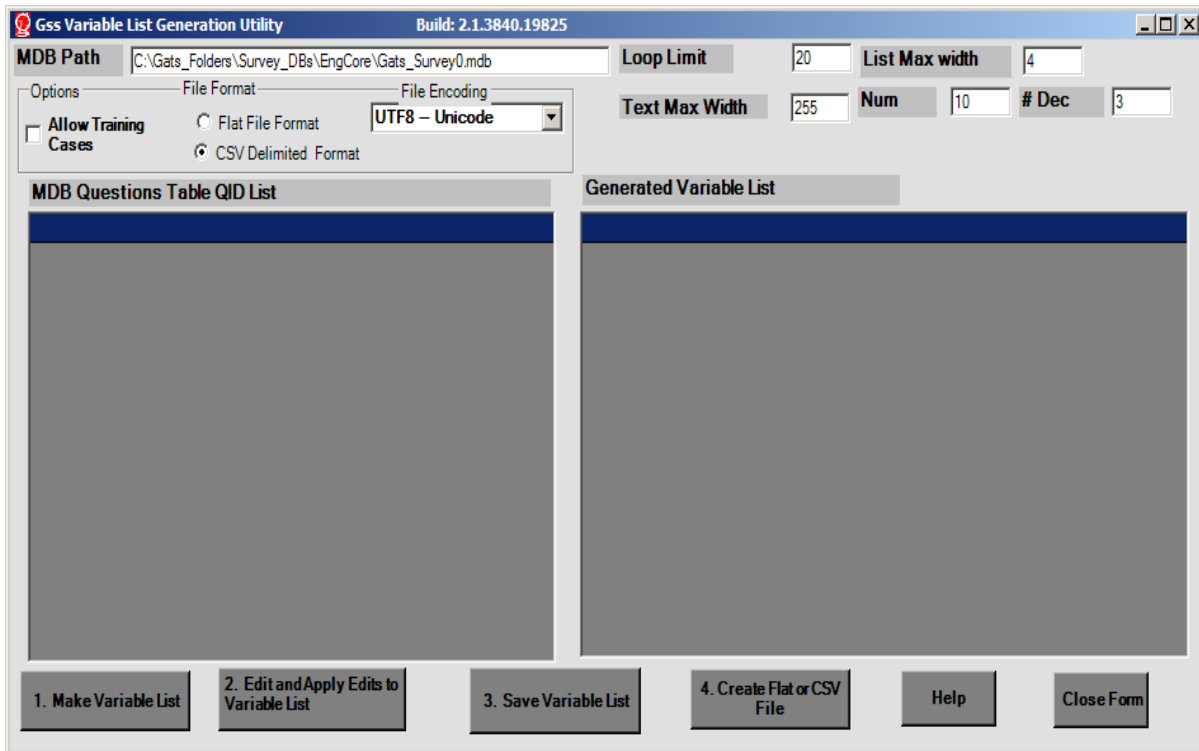 Gss Variable List Generation Utility Build: 2.1.3840.19825
MDB Path C:\Gats_Folders\Survey_DBs\EngCore\Gats_Survey0.mdb Loop Limit 20 List Max width 4
Options File Format File Encoding
Allow Training Cases
Flat File Format
CSV Delimited Format
UTF8 – Unicode
Text Max Width 255 Num 10 # Dec 3
MDB Questions Table QID List
Generated Variable List
1. Make Variable List
2. Edit and Apply Edits to
Variable List
3. Save Variable List
4. Create Flat or CSV
File
Help
Close Form